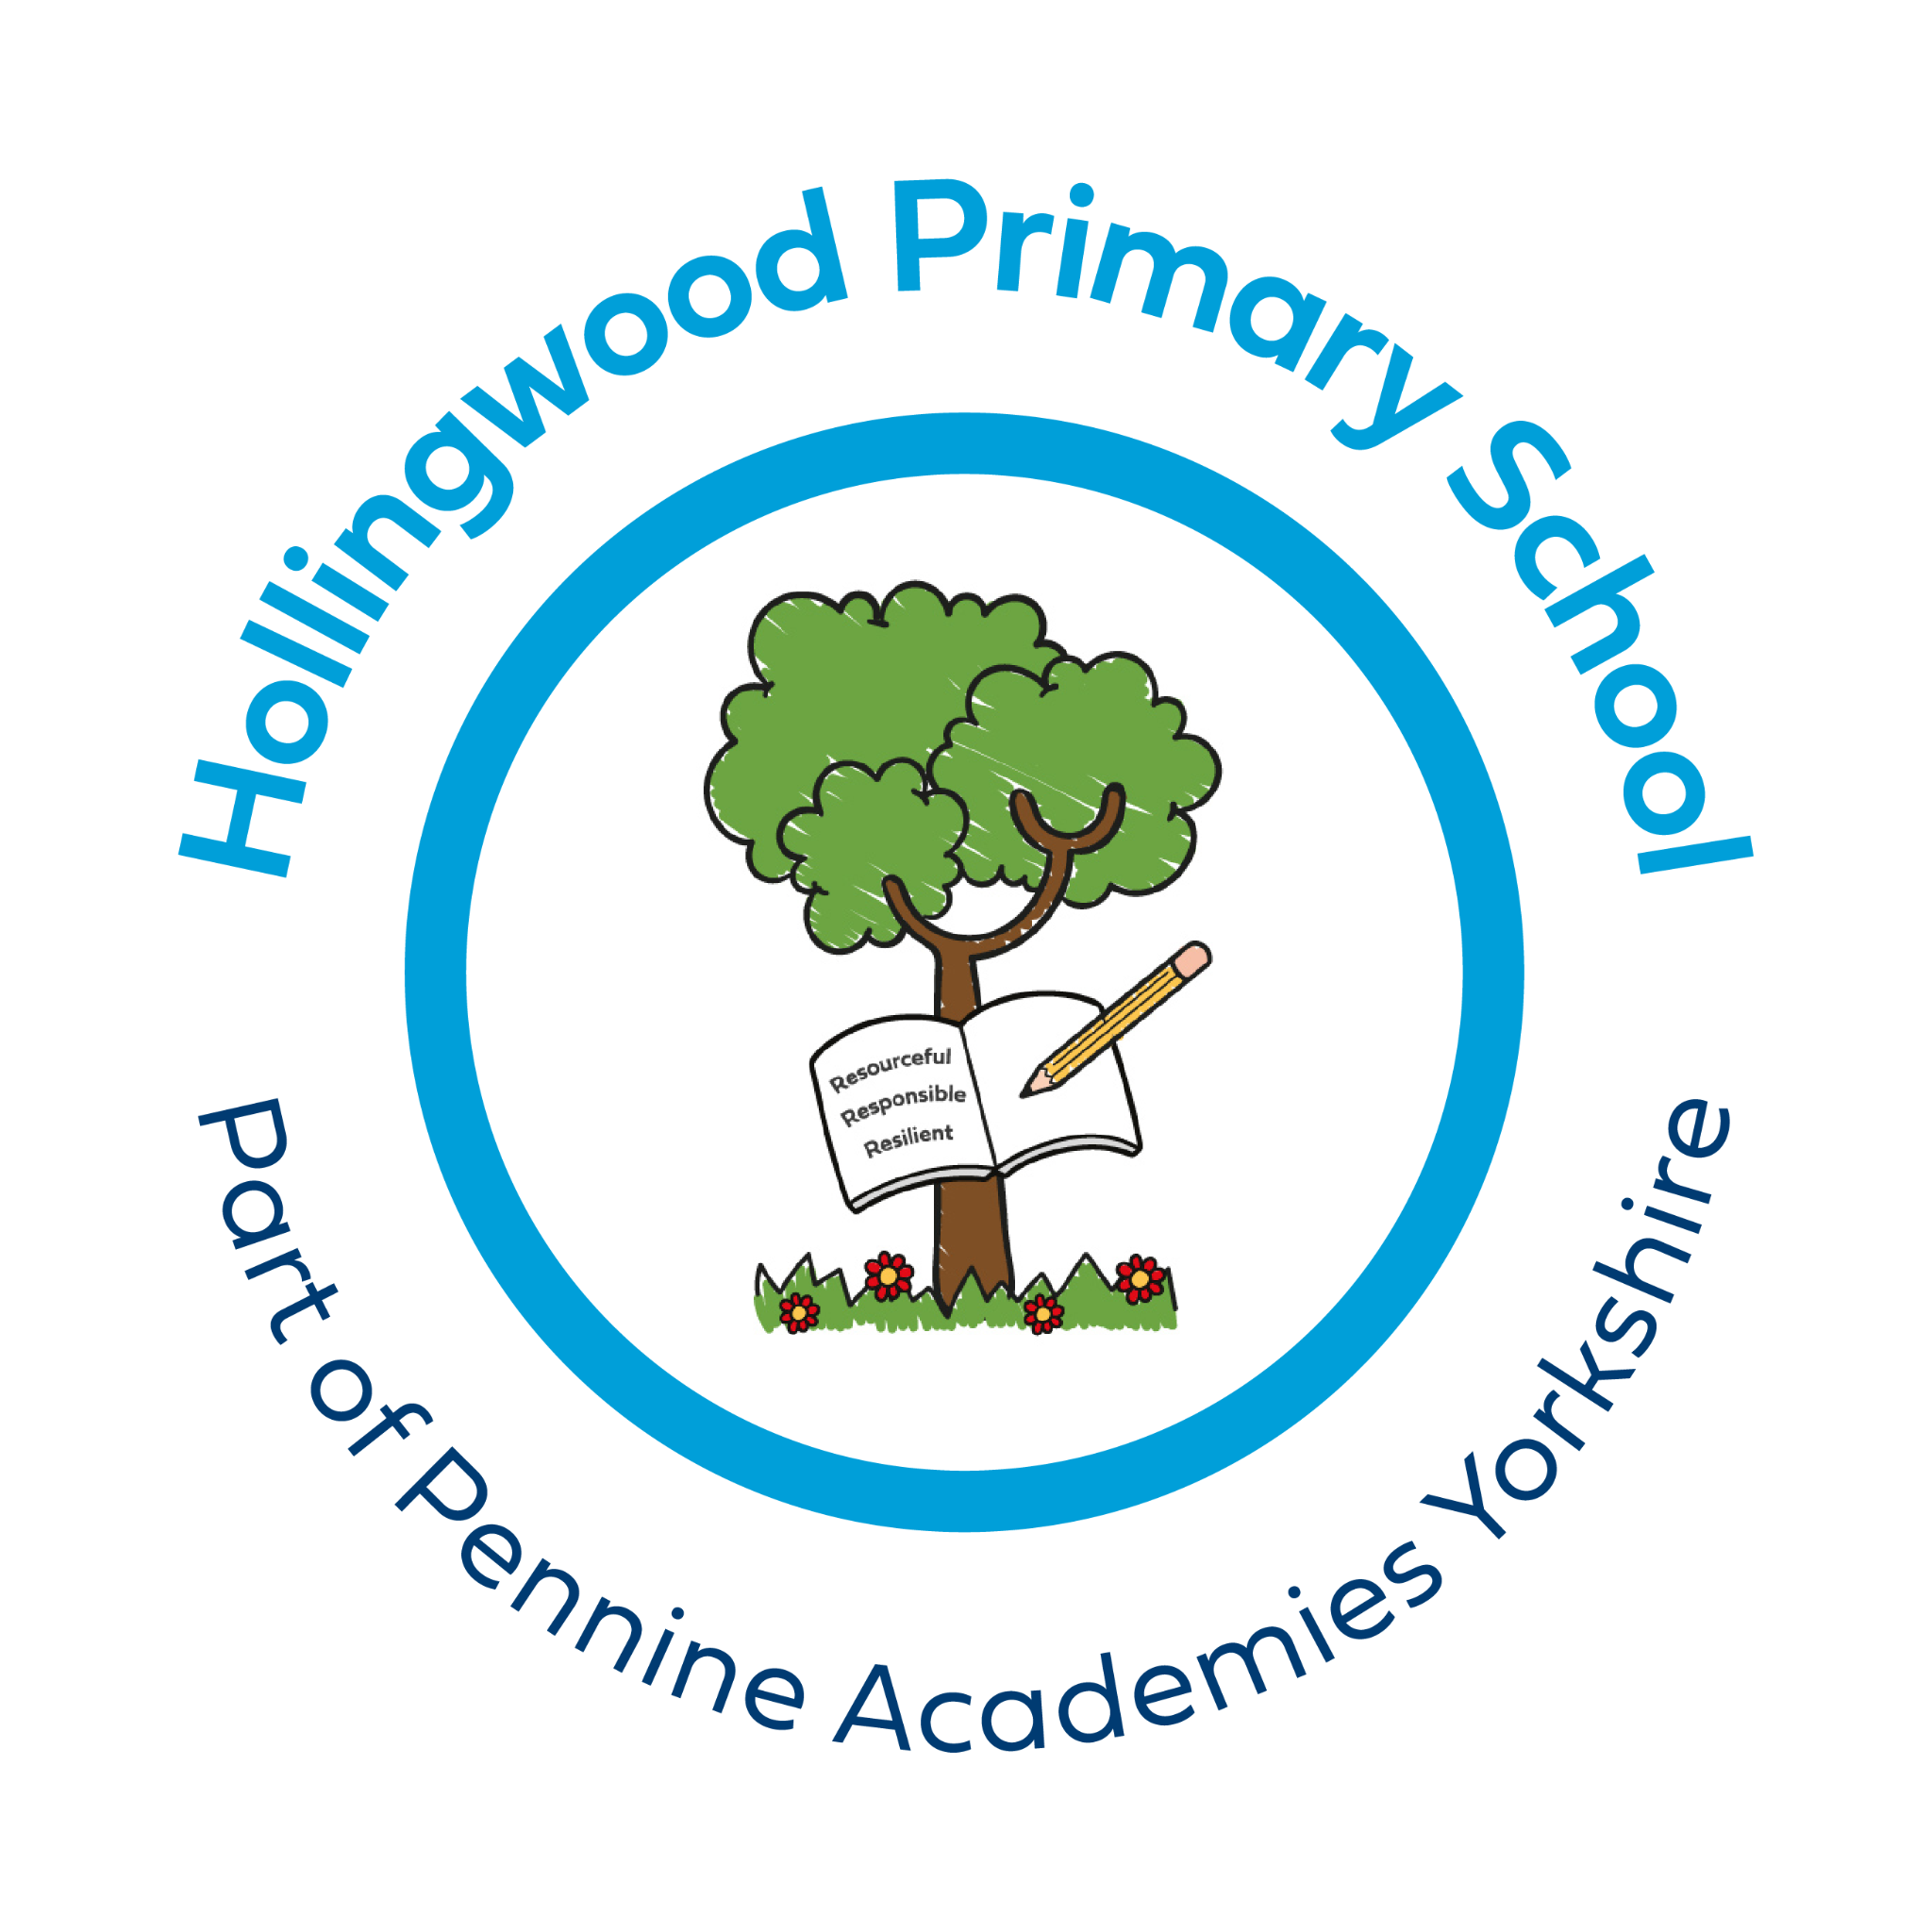 Hollingwood Primary School
Resourceful
Responsible
Resilient
Part of Pennine Academies Yorkshire